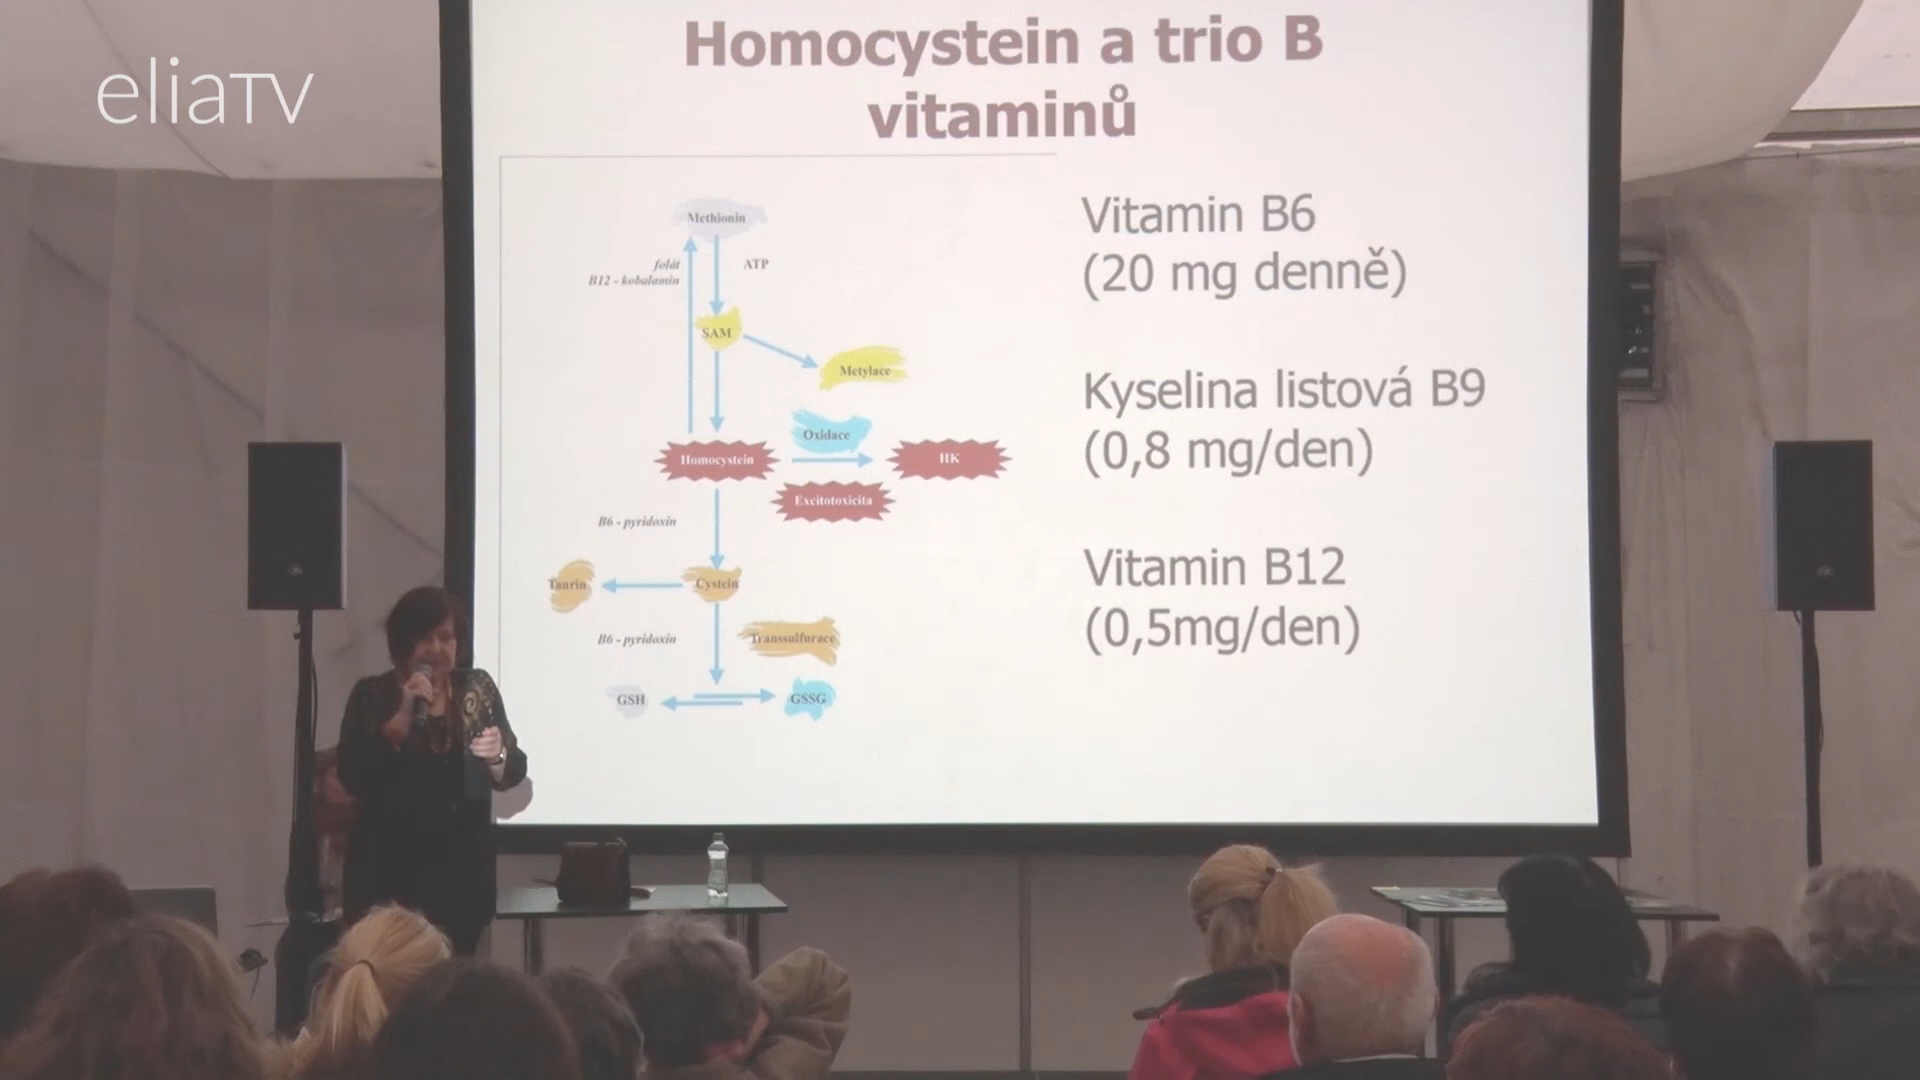 eliaTV
Homocystein a trio B
vitaminů
Methionin
folát
B12 - kobalamin
ATP
SAM
Metylace
Oxidace
Homocystein
HK
Excitotoxicita
B6 - pyridoxin
Taurin
Cystein
B6 - pyridoxin
Transsulfurace
GSH
GSSG
Vitamin B6
(20 mg denně)
Kyselina listová B9
(0,8 mg/den)
Vitamin B12
(0,5mg/den)